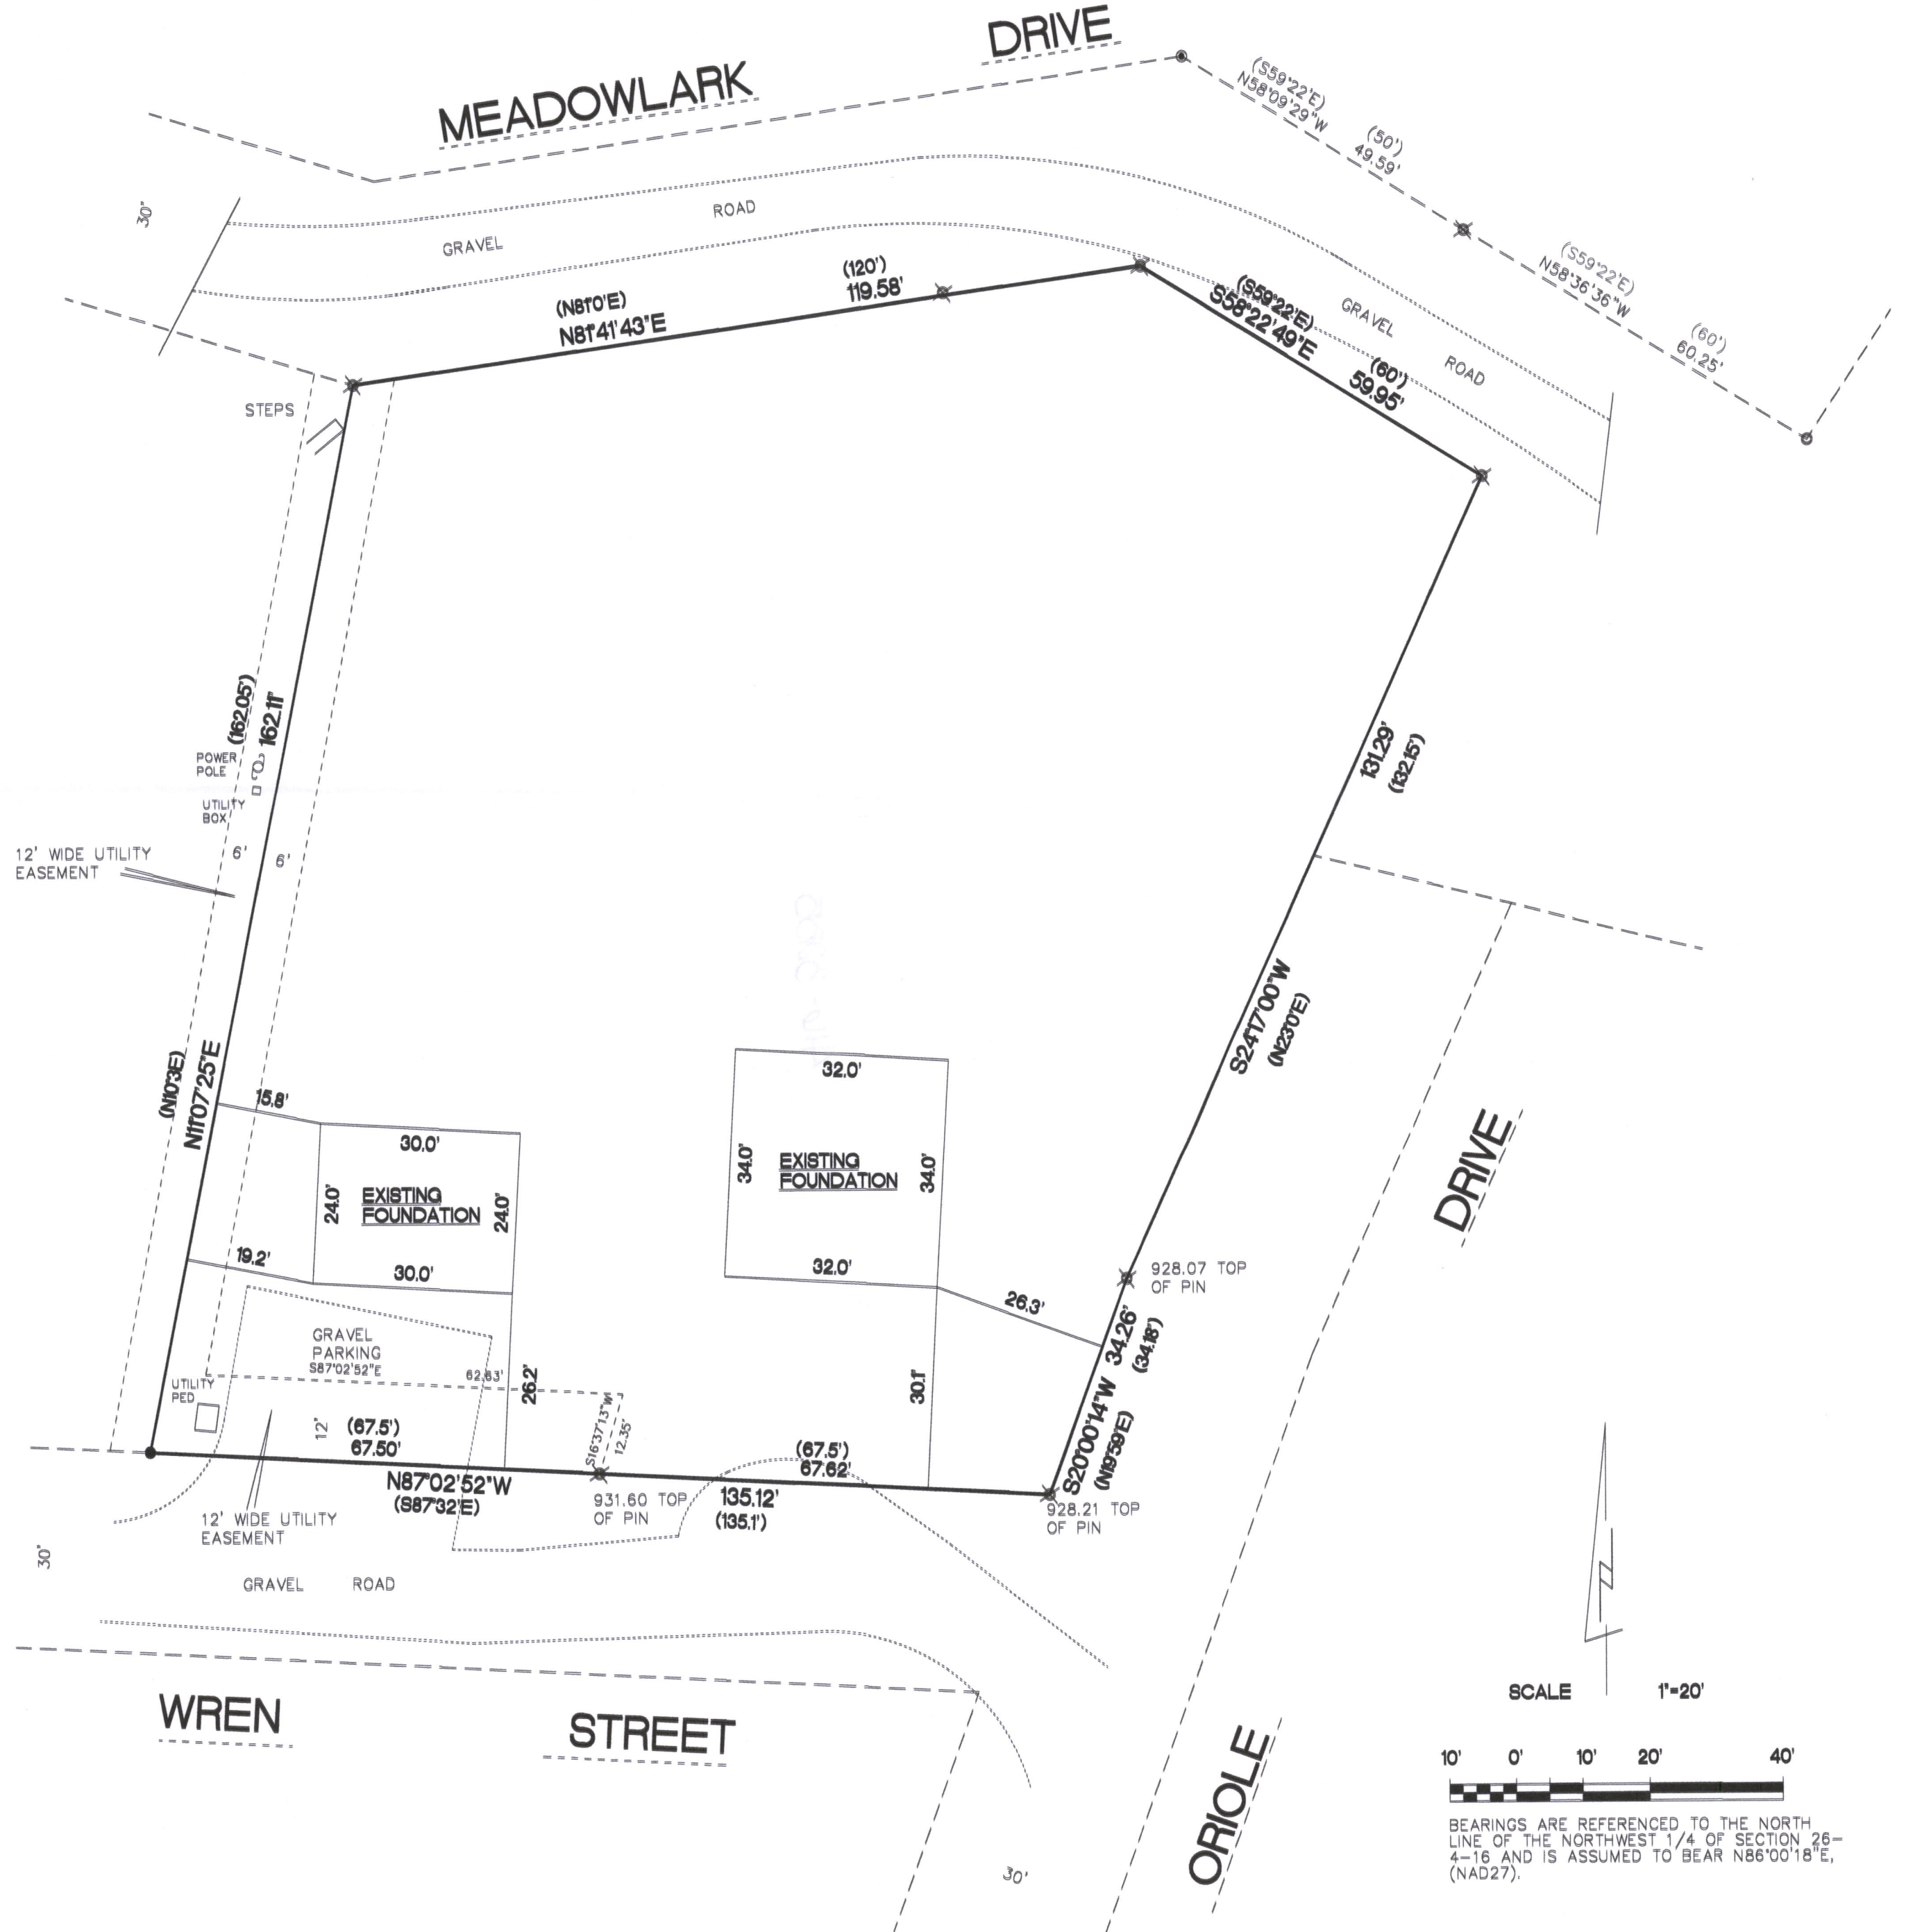 MEADOWLARK DRIVE
(S59°22'E)
N58°09'29"W
(50')
49.59'
(S59°22'E)
N58°36'36"W
(60')
60.25'
30'
GRAVEL ROAD
(N81°0'E)
N81°41'43"E
(120')
119.58'
(S59°22'E)
S58°22'49"E
(60')
59.95'
GRAVEL ROAD
STEPS
(162.05')
162.11'
POWER
POLE
UTILITY
BOX
6' 6'
12' WIDE UTILITY
EASEMENT
131.29'
(132.15')
S24°17'00"W
(N23°0'E)
(N10°3'E)
N11°07'25"E
15.8'
30.0'
24.0'
EXISTING
FOUNDATION
24.0'
19.2'
30.0'
32.0'
34.0'
EXISTING
FOUNDATION
34.0'
32.0'
26.3'
928.07 TOP
OF PIN
34.26'
(34.18')
S20°00'14"W
(N19°59'E)
GRAVEL
PARKING
S87°02'52"E
62.63'
26.2'
30.1'
UTILITY
PED
12"
(67.5')
67.50'
S16°37'13"W
12.35'
(67.5')
67.62'
N87°02'52"W
(S87°32'E)
931.60 TOP
OF PIN
135.12'
(135.1')
928.21 TOP
OF PIN
12' WIDE UTILITY
EASEMENT
30'
GRAVEL ROAD
WREN STREET
30'
ORIOLE DRIVE
SCALE 1"=20'
10' 0' 10' 20' 40'
BEARINGS ARE REFERENCED TO THE NORTH
LINE OF THE NORTHWEST 1/4 OF SECTION 26-
4-16 AND IS ASSUMED TO BEAR N86°00'18"E,
(NAD27).